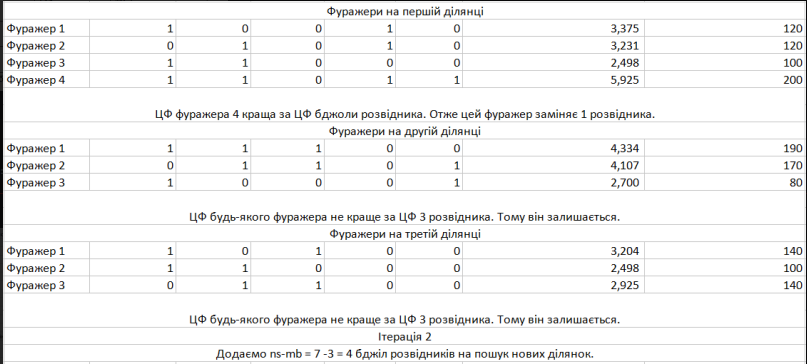 Фуражери на першій ділянці
Фуражер 1 1 0 0 1 0 3,375 120
Фуражер 2 0 1 0 1 0 3,231 120
Фуражер 3 1 1 0 0 0 2,498 100
Фуражер 4 1 1 0 1 1 5,925 200
ЦФ фуражера 4 краща за ЦФ бджоли розвідника. Отже цей фуражер заміняє 1 розвідника.
Фуражери на другій ділянці
Фуражер 1 1 1 1 0 0 4,334 190
Фуражер 2 0 1 1 0 1 4,107 170
Фуражер 3 1 0 0 0 1 2,700 80
ЦФ будь-якого фуражера не краще за ЦФ 3 розвідника. Тому він залишається.
Фуражери на третій ділянці
Фуражер 1 1 0 1 0 0 3,204 140
Фуражер 2 1 1 0 0 0 2,498 100
Фуражер 3 0 1 1 0 0 2,925 140
ЦФ будь-якого фуражера не краще за ЦФ 3 розвідника. Тому він залишається.
Ітерація 2
Додаємо ns-mb = 7 -3 = 4 бджіл розвідників на пошук нових ділянок.